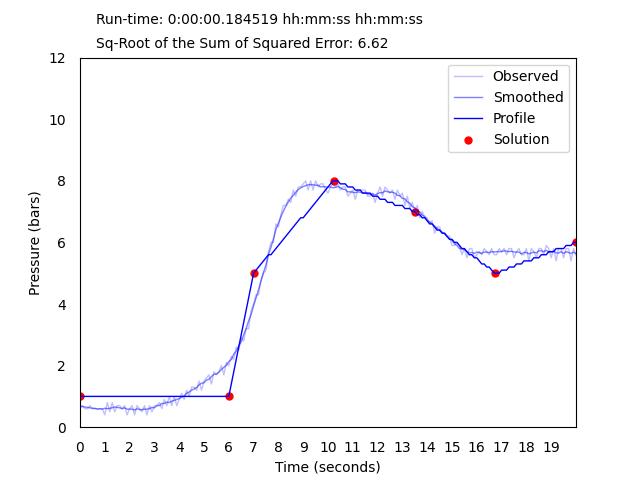 Run-time: 0:00:00.184519 hh:mm:ss hh:mm:ss
Sq-Root of the Sum of Squared Error: 6.62
12
10
8
6
4
2
0
Pressure (bars)
Observed
Smoothed
Profile
Solution
0 1 2 3 4 5 6 7 8 9 10 11 12 13 14 15 16 17 18 19
Time (seconds)